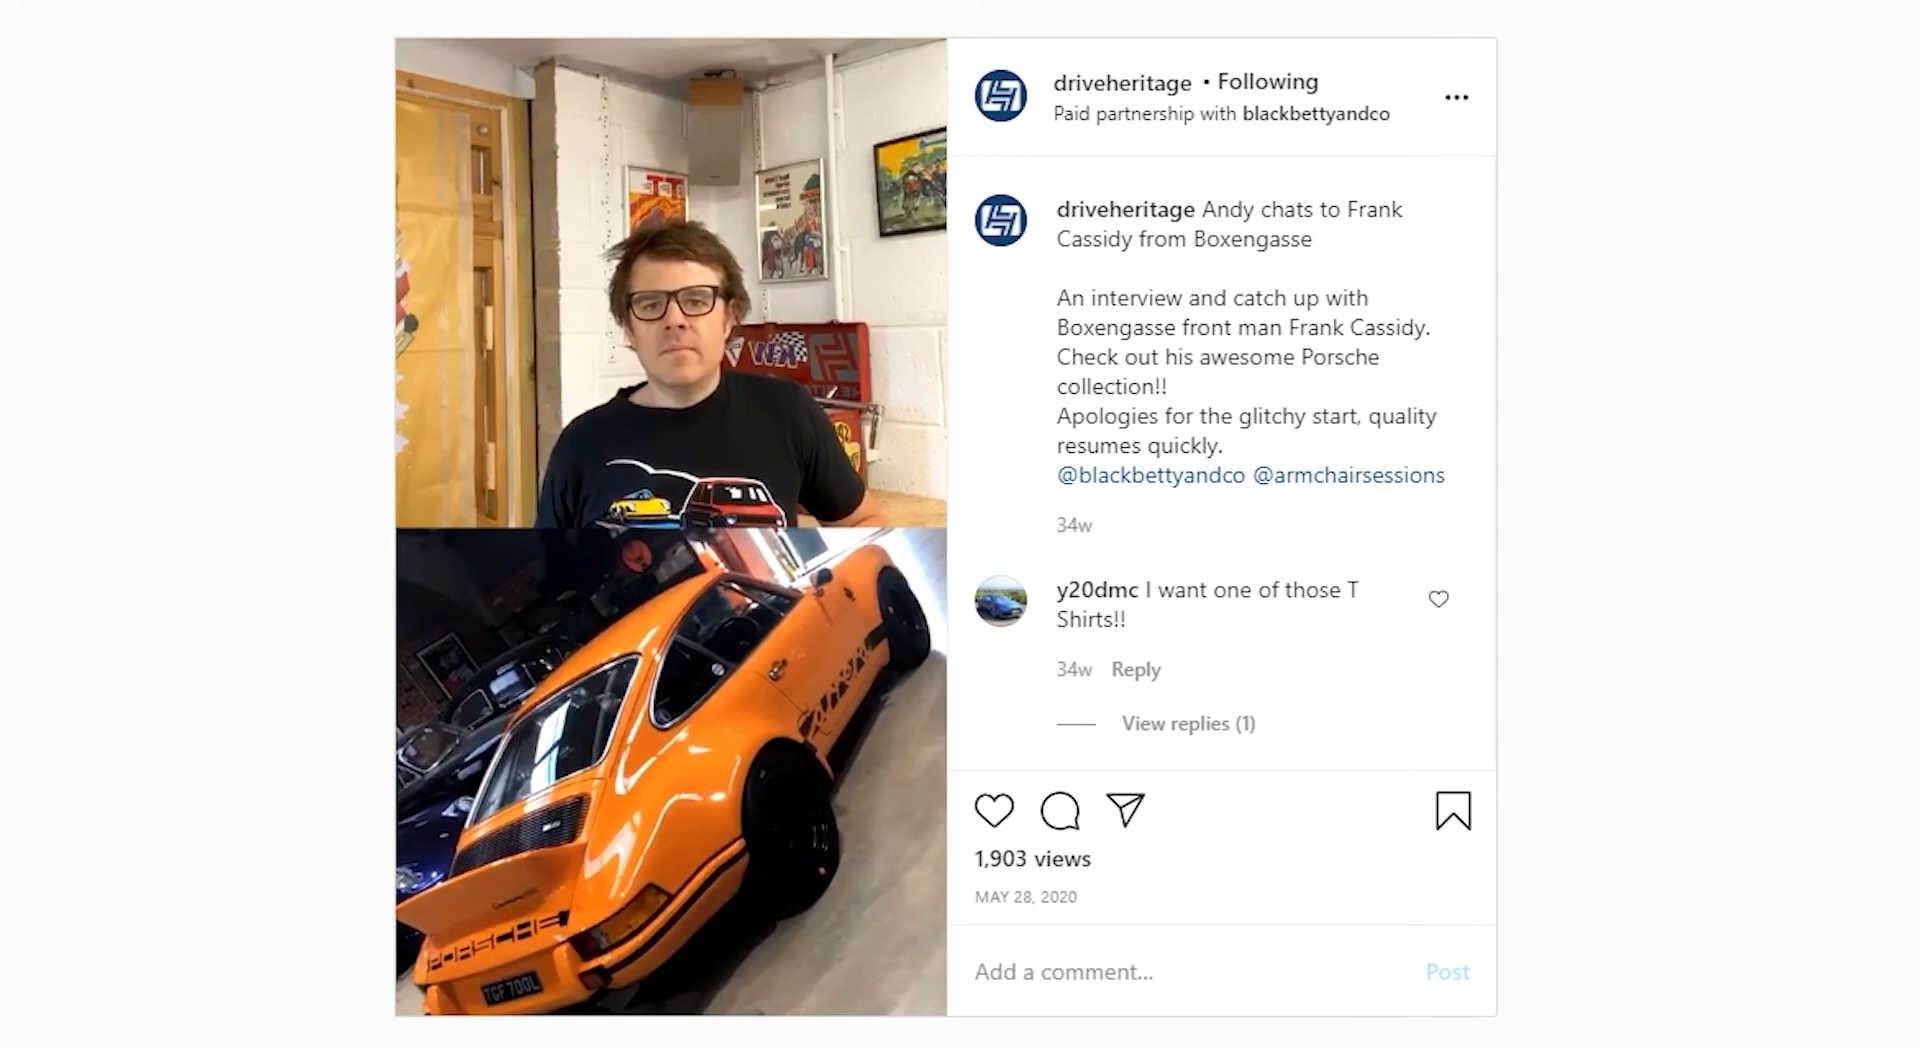 driveheritage • Following
Paid partnership with blackbettyandco
driveheritage Andy chats to Frank
Cassidy from Boxengasse
An interview and catch up with
Boxengasse front man Frank Cassidy.
Check out his awesome Porsche
collection!!
Apologies for the glitchy start, quality
resumes quickly.
@blackbettyandco @armchairsessions
34w
y20dmc I want one of those T
Shirts!!
34w Reply
View replies (1)
1,903 views
MAY 28, 2020
Add a comment... Post
TT
Carrera
PORSCHE
TGF 700L